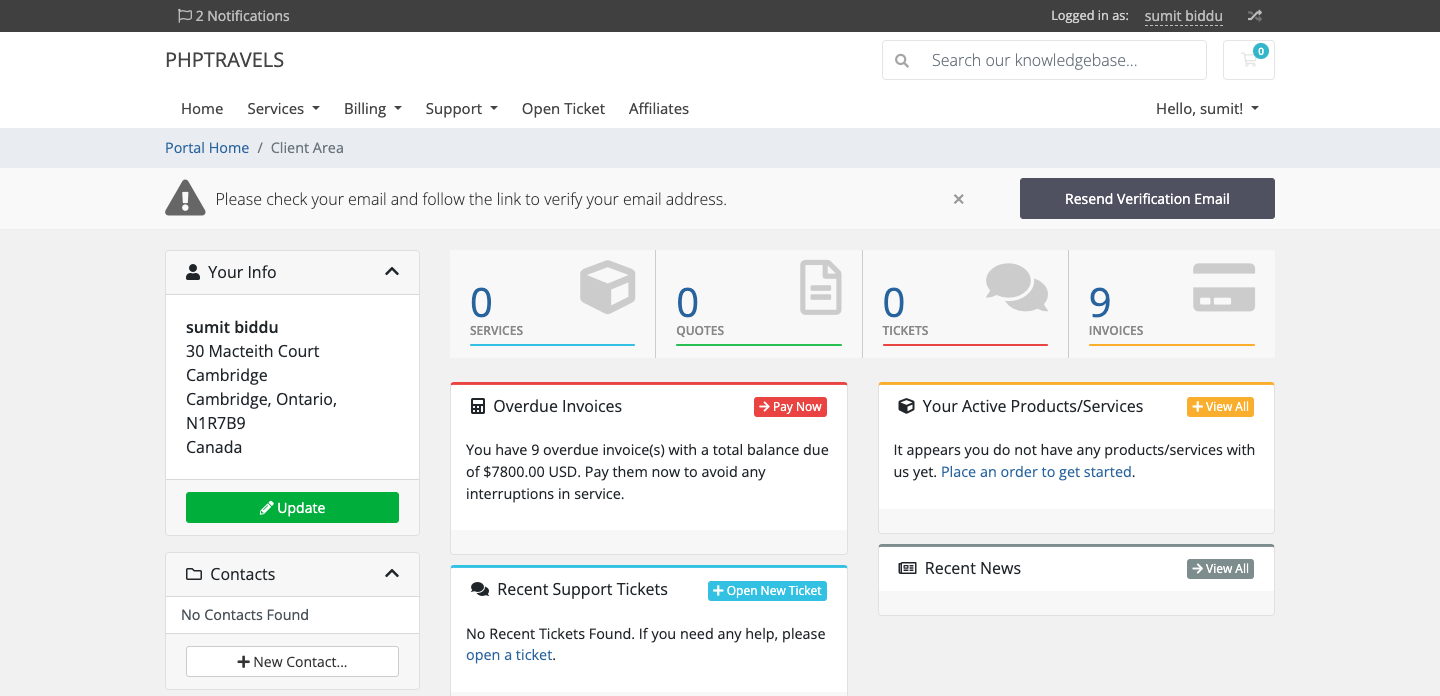 2 Notifications
Logged in as: sumit biddu
PHPTRAVELS
Search our knowledgebase...
0
Home Services Billing Support Open Ticket Affiliates
Hello, sumit!
Portal Home / Client Area
Please check your email and follow the link to verify your email address.
×
Resend Verification Email
Your Info
sumit biddu
30 Macteith Court
Cambridge
Cambridge, Ontario,
N1R7B9
Canada
Update
Contacts
No Contacts Found
New Contact...
0
SERVICES
0
QUOTES
0
TICKETS
9
INVOICES
Overdue Invoices
Pay Now
You have 9 overdue invoice(s) with a total balance due
of $7800.00 USD. Pay them now to avoid any
interruptions in service.
Recent Support Tickets
Open New Ticket
No Recent Tickets Found. If you need any help, please
open a ticket.
Your Active Products/Services
View All
It appears you do not have any products/services with
us yet. Place an order to get started.
Recent News
View All